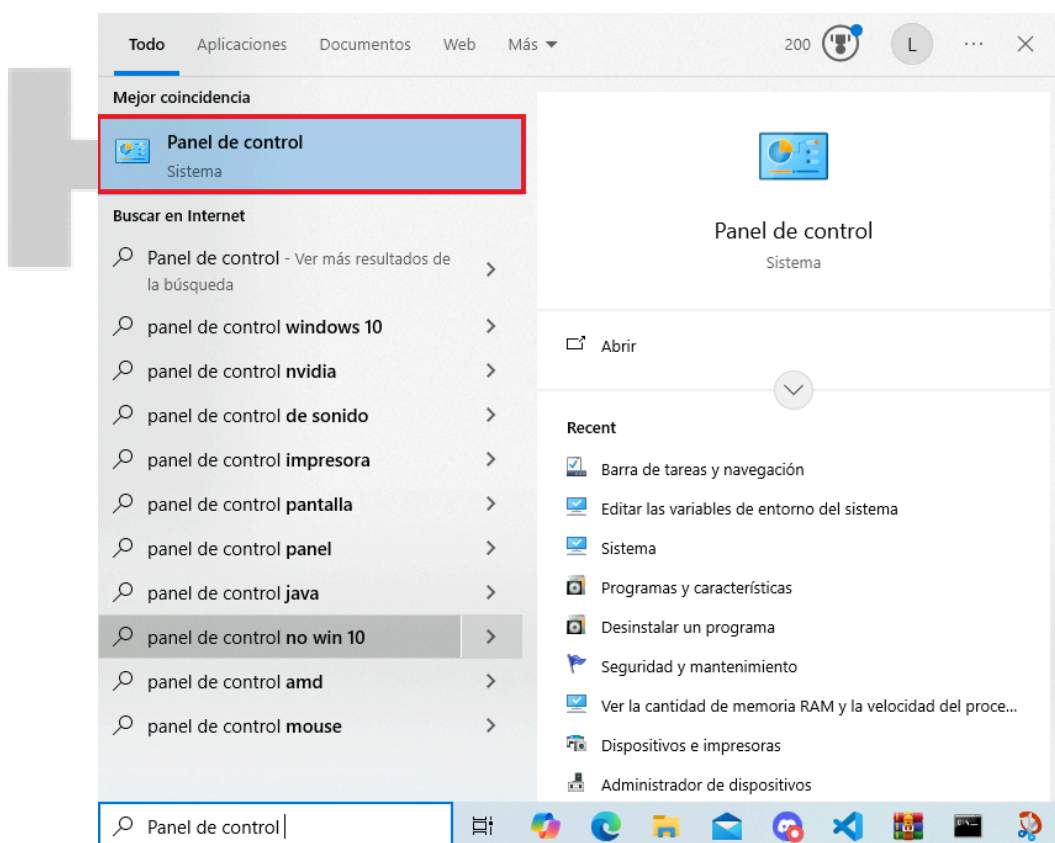 Todo Aplicaciones Documentos Web Más 200 L ...
Mejor coincidencia
Panel de control
Sistema
Buscar en Internet
Panel de control - Ver más resultados de
la búsqueda
panel de control windows 10
panel de control nvidia
panel de control de sonido
panel de control impresora
panel de control pantalla
panel de control panel
panel de control java
panel de control no win 10
panel de control amd
panel de control mouse
Panel de control
Sistema
Abrir
Recent
Barra de tareas y navegación
Editar las variables de entorno del sistema
Sistema
Programas y características
Desinstalar un programa
Seguridad y mantenimiento
Ver la cantidad de memoria RAM y la velocidad del proce...
Dispositivos e impresoras
Administrador de dispositivos
Panel de control